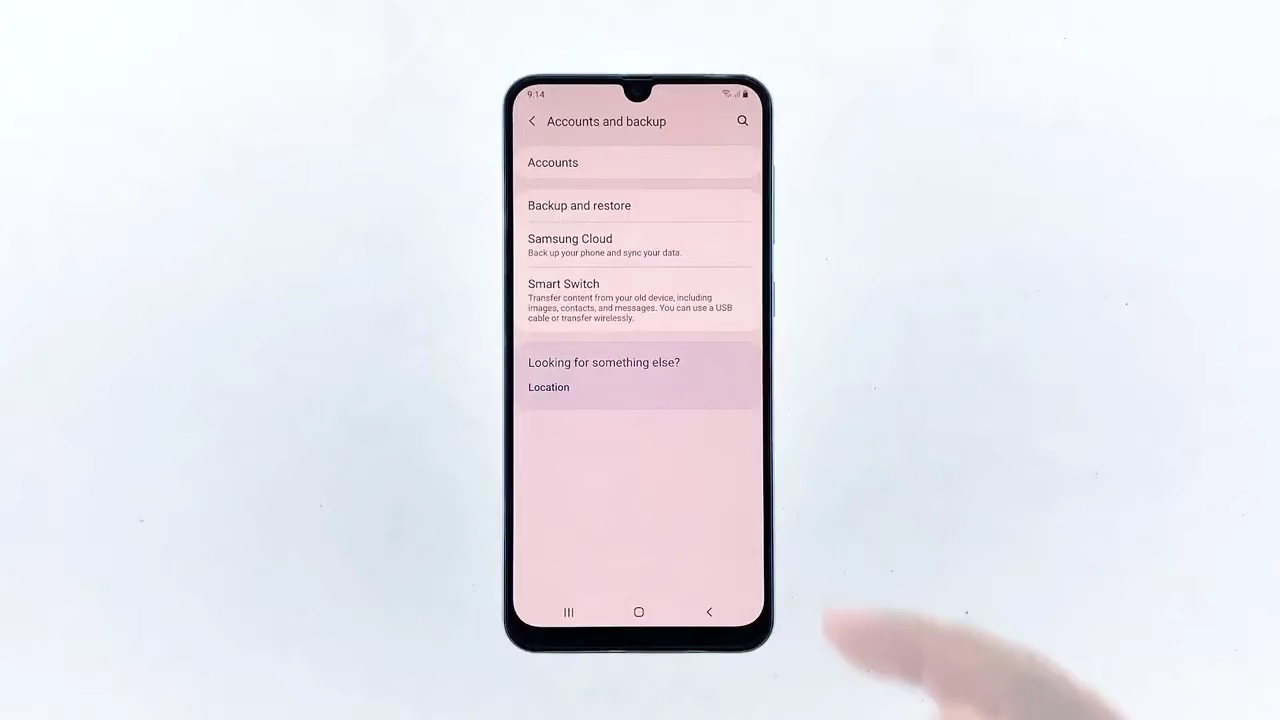 9:14
Accounts and backup
Accounts
Backup and restore
Samsung Cloud
Back up your phone and sync your data.
Smart Switch
Transfer content from your old device, including
images, contacts, and messages. You can use a USB
cable or transfer wirelessly.
Looking for something else?
Location